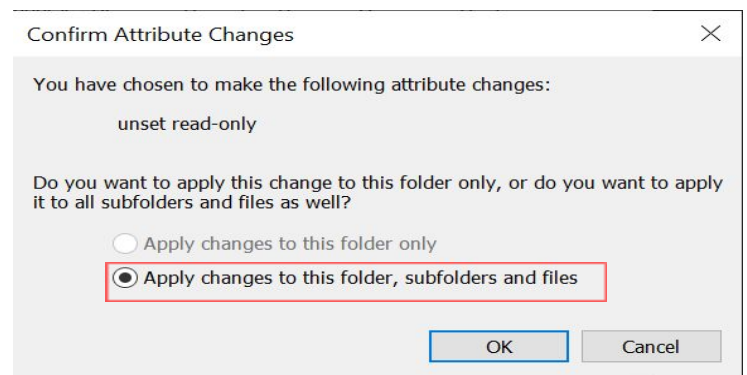 Confirm Attribute Changes
You have chosen to make the following attribute changes:
unset read-only
Do you want to apply this change to this folder only, or do you want to apply
it to all subfolders and files as well?
Apply changes to this folder only
Apply changes to this folder, subfolders and files
OK Cancel